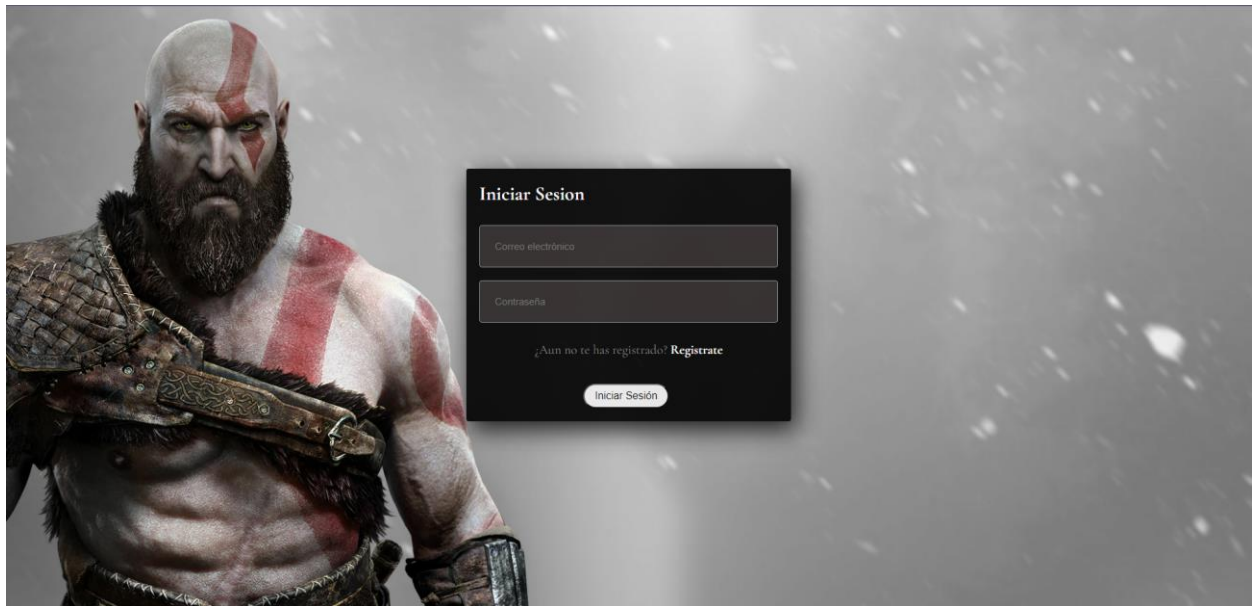 Iniciar Sesion
Correo electrónico
Contraseña
¿Aun no te has registrado? Registrate
Iniciar Sesión